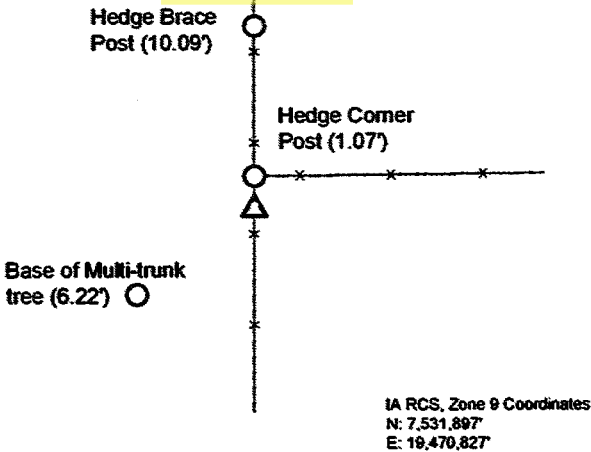 Hedge Brace
Post (10.09')
Hedge Corner
Post (1.07')
Base of Multi-trunk
tree (6.22')
IA RCS, Zone 9 Coordinates
N: 7,531,897'
E: 19,470,827'